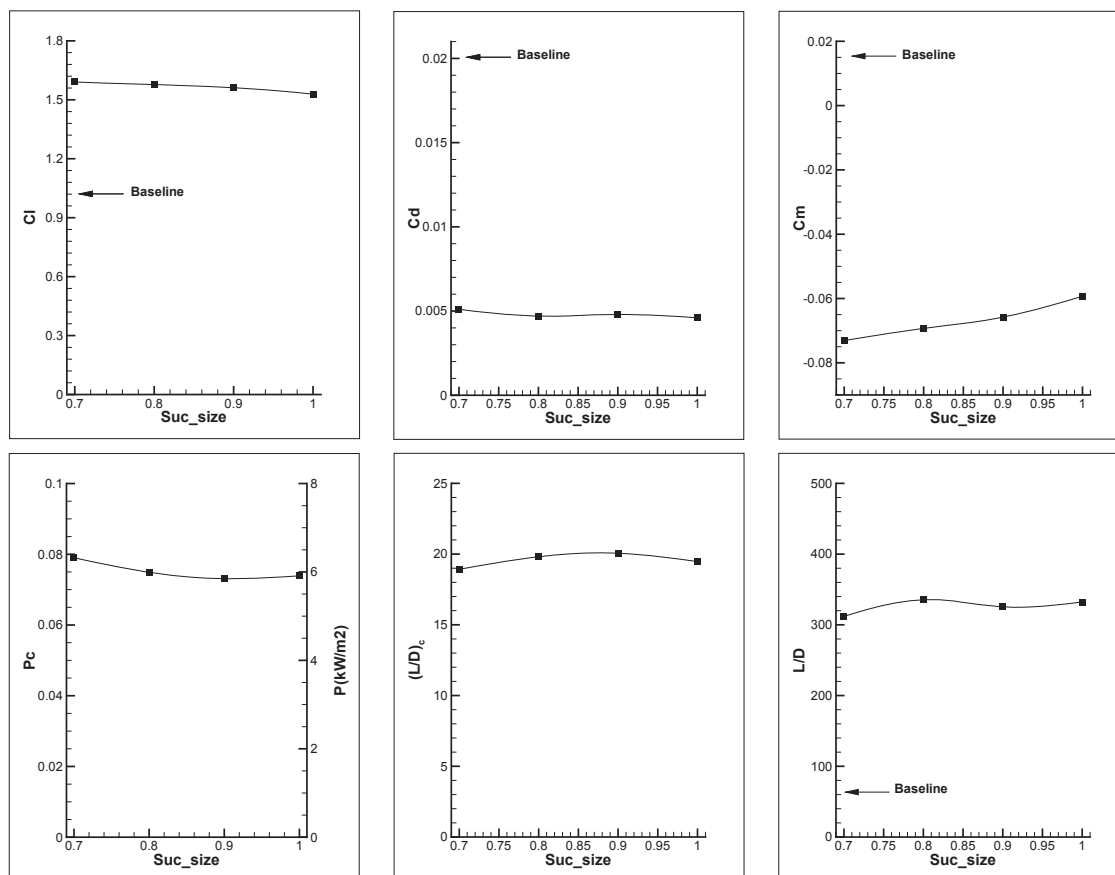 1.8
1.5
1.2
0.9
0.6
0.3
0
Cl
Baseline
0.7 0.8 0.9 1
Suc_size
0.02
0.015
0.01
0.005
0
Cd
Baseline
0.7 0.75 0.8 0.85 0.9 0.95 1
Suc_size
0.02
0
-0.02
-0.04
-0.06
-0.08
Cm
Baseline
0.7 0.75 0.8 0.85 0.9 0.95 1
Suc_size
0.1
0.08
0.06
0.04
0.02
0
Pc
8
6
4
2
0
P(kW/m2)
0.7 0.8 0.9 1
Suc_size
25
20
15
10
5
0
(L/D)c
0.7 0.75 0.8 0.85 0.9 0.95 1
Suc_size
500
400
300
200
100
0
L/D
Baseline
0.7 0.75 0.8 0.85 0.9 0.95 1
Suc_size